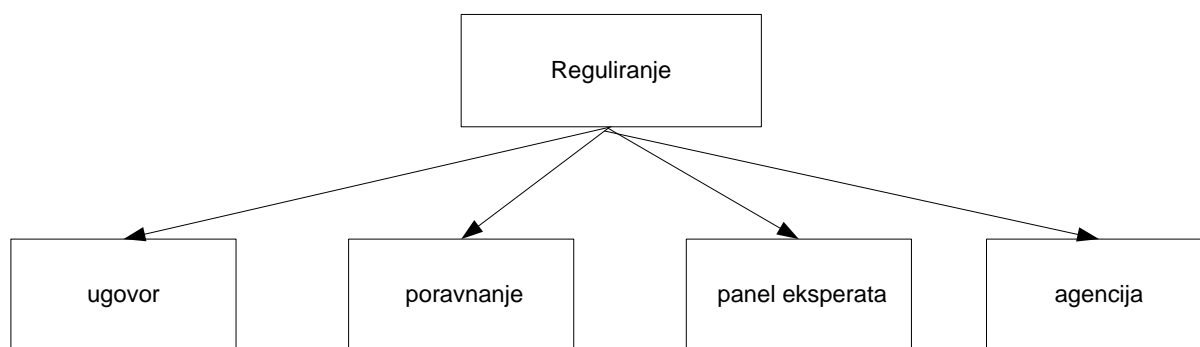 Reguliranje
ugovor
poravnanje
panel eksperata
agencija